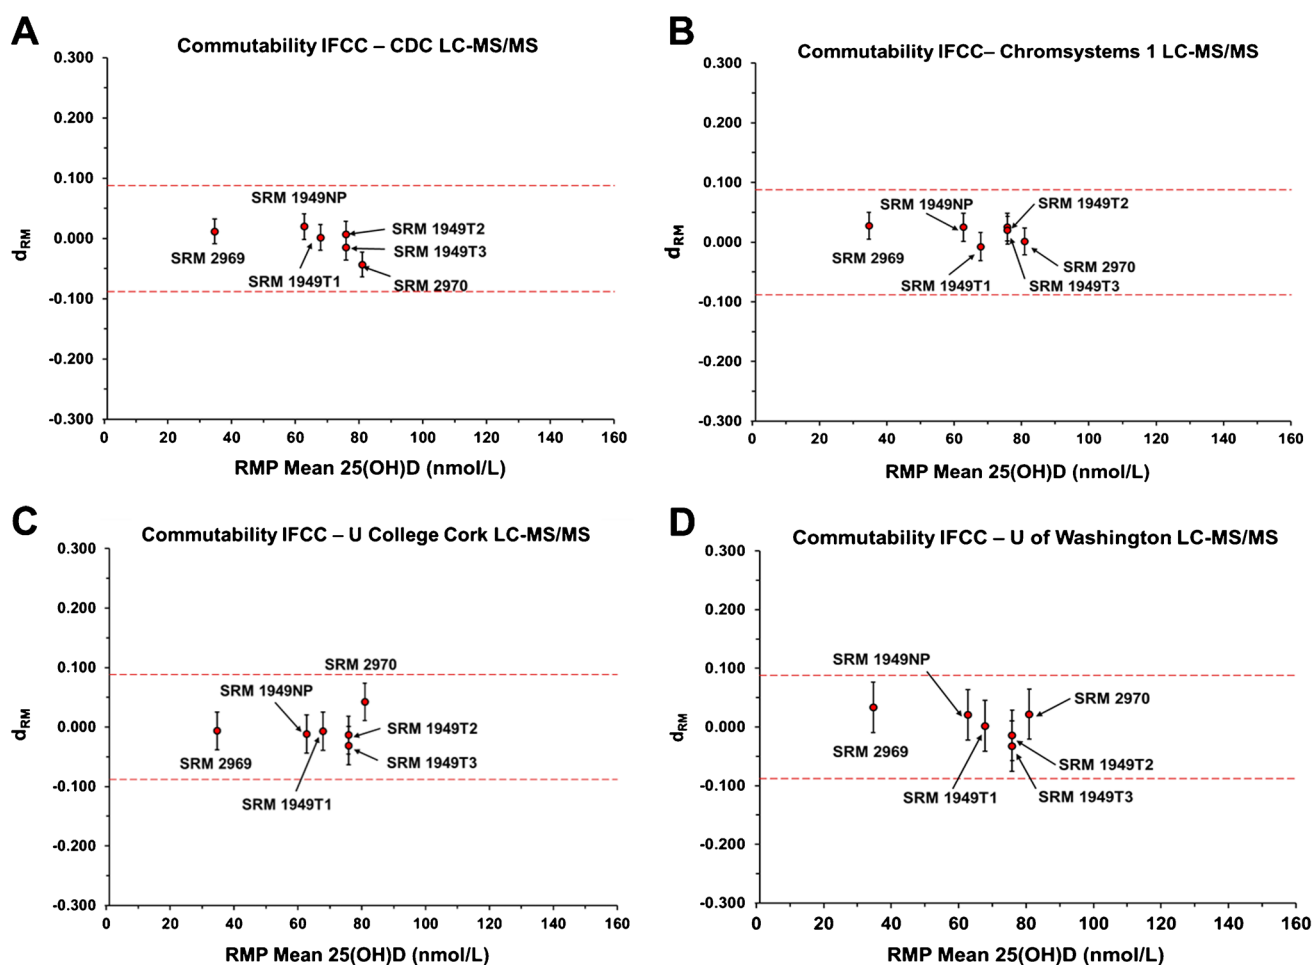 A
Commutability IFCC – CDC LC-MS/MS
0.300
0.200
0.100
0.000
-0.100
-0.200
-0.300
dRM
SRM 1949NP
SRM 1949T2
SRM 1949T3
SRM 2969
SRM 1949T1
SRM 2970
0 20 40 60 80 100 120 140 160
RMP Mean 25(OH)D (nmol/L)
B
Commutability IFCC– Chromsystems 1 LC-MS/MS
0.300
0.200
0.100
0.000
-0.100
-0.200
-0.300
dRM
SRM 1949NP
SRM 1949T2
SRM 2969
SRM 2970
SRM 1949T1
SRM 1949T3
0 20 40 60 80 100 120 140 160
RMP Mean 25(OH)D (nmol/L)
C
Commutability IFCC – U College Cork LC-MS/MS
0.300
0.200
0.100
0.000
-0.100
-0.200
-0.300
dRM
SRM 2970
SRM 1949NP
SRM 1949T2
SRM 2969
SRM 1949T3
SRM 1949T1
0 20 40 60 80 100 120 140 160
RMP Mean 25(OH)D (nmol/L)
D
Commutability IFCC – U of Washington LC-MS/MS
0.300
0.200
0.100
0.000
-0.100
-0.200
-0.300
dRM
SRM 1949NP
SRM 2970
SRM 2969
SRM 1949T2
SRM 1949T1
SRM 1949T3
0 20 40 60 80 100 120 140 160
RMP Mean 25(OH)D (nmol/L)